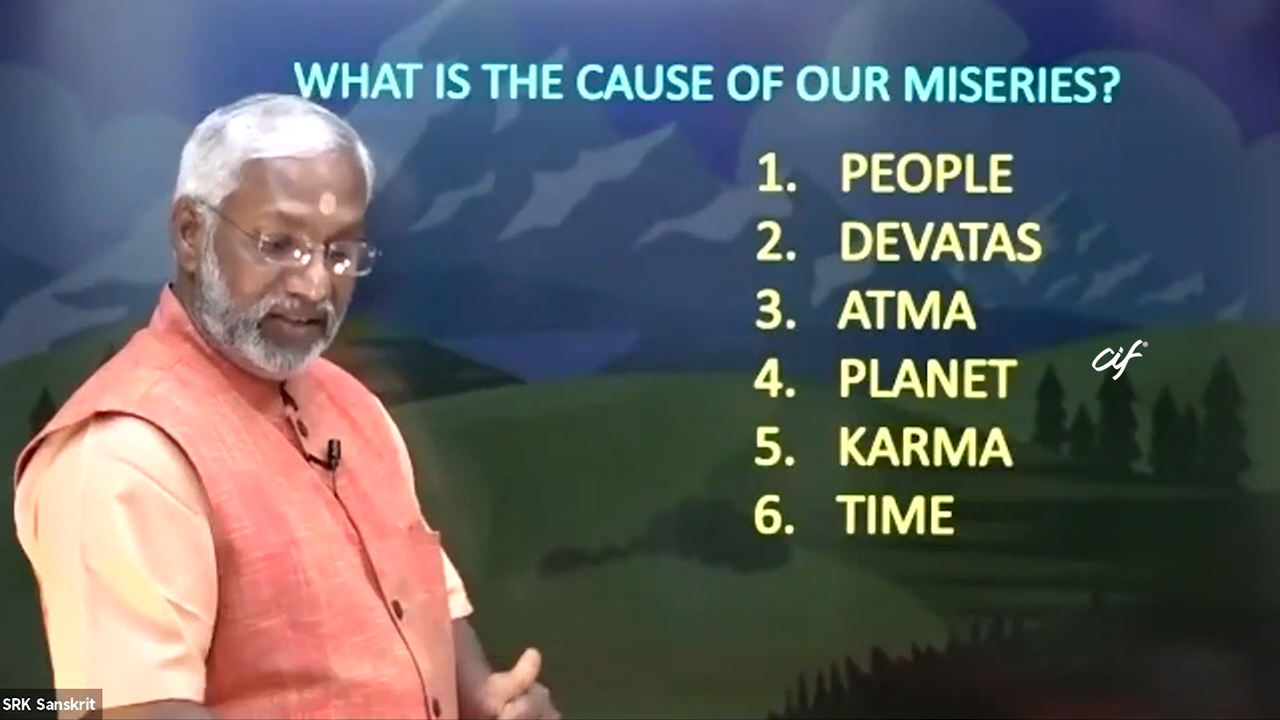 WHAT IS THE CAUSE OF OUR MISERIES?
1. PEOPLE
2. DEVATAS
3. ATMA
4. PLANET
5. KARMA
6. TIME
cif®
SRK Sanskrit